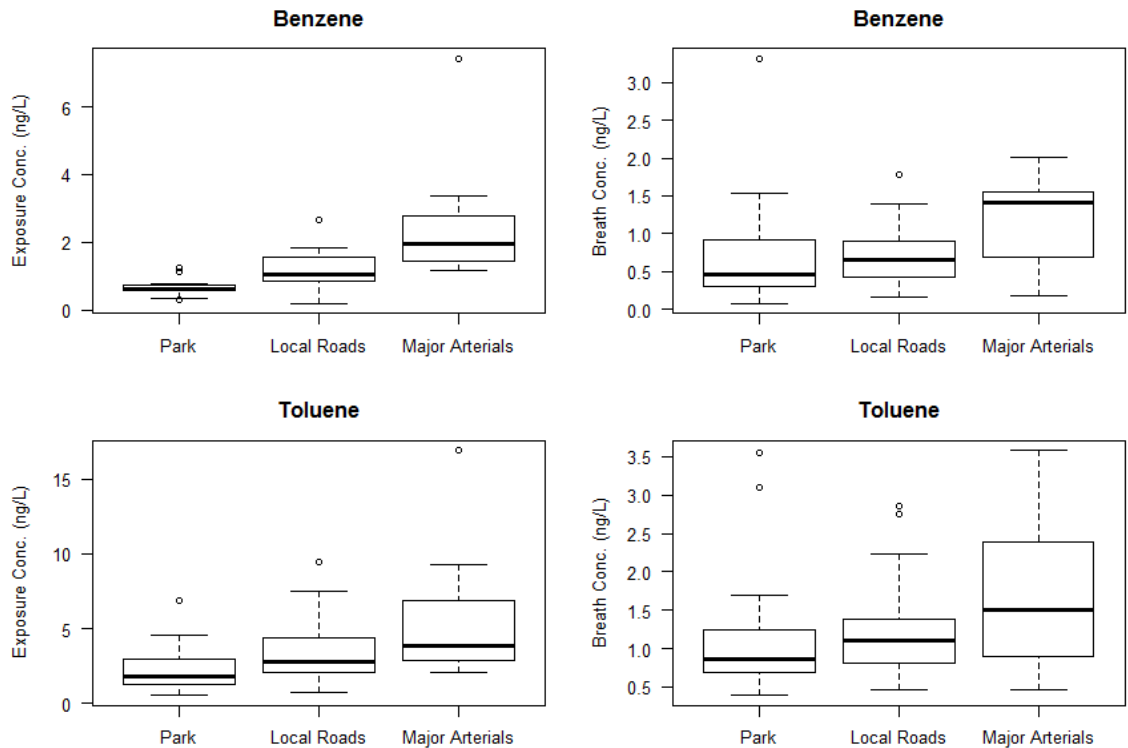 Benzene
Exposure Conc. (ng/L)
6
4
2
0
Park Local Roads Major Arterials
Benzene
Breath Conc. (ng/L)
3.0
2.5
2.0
1.5
1.0
0.5
0.0
Park Local Roads Major Arterials
Toluene
Exposure Conc. (ng/L)
15
10
5
0
Park Local Roads Major Arterials
Toluene
Breath Conc. (ng/L)
3.5
3.0
2.5
2.0
1.5
1.0
0.5
Park Local Roads Major Arterials